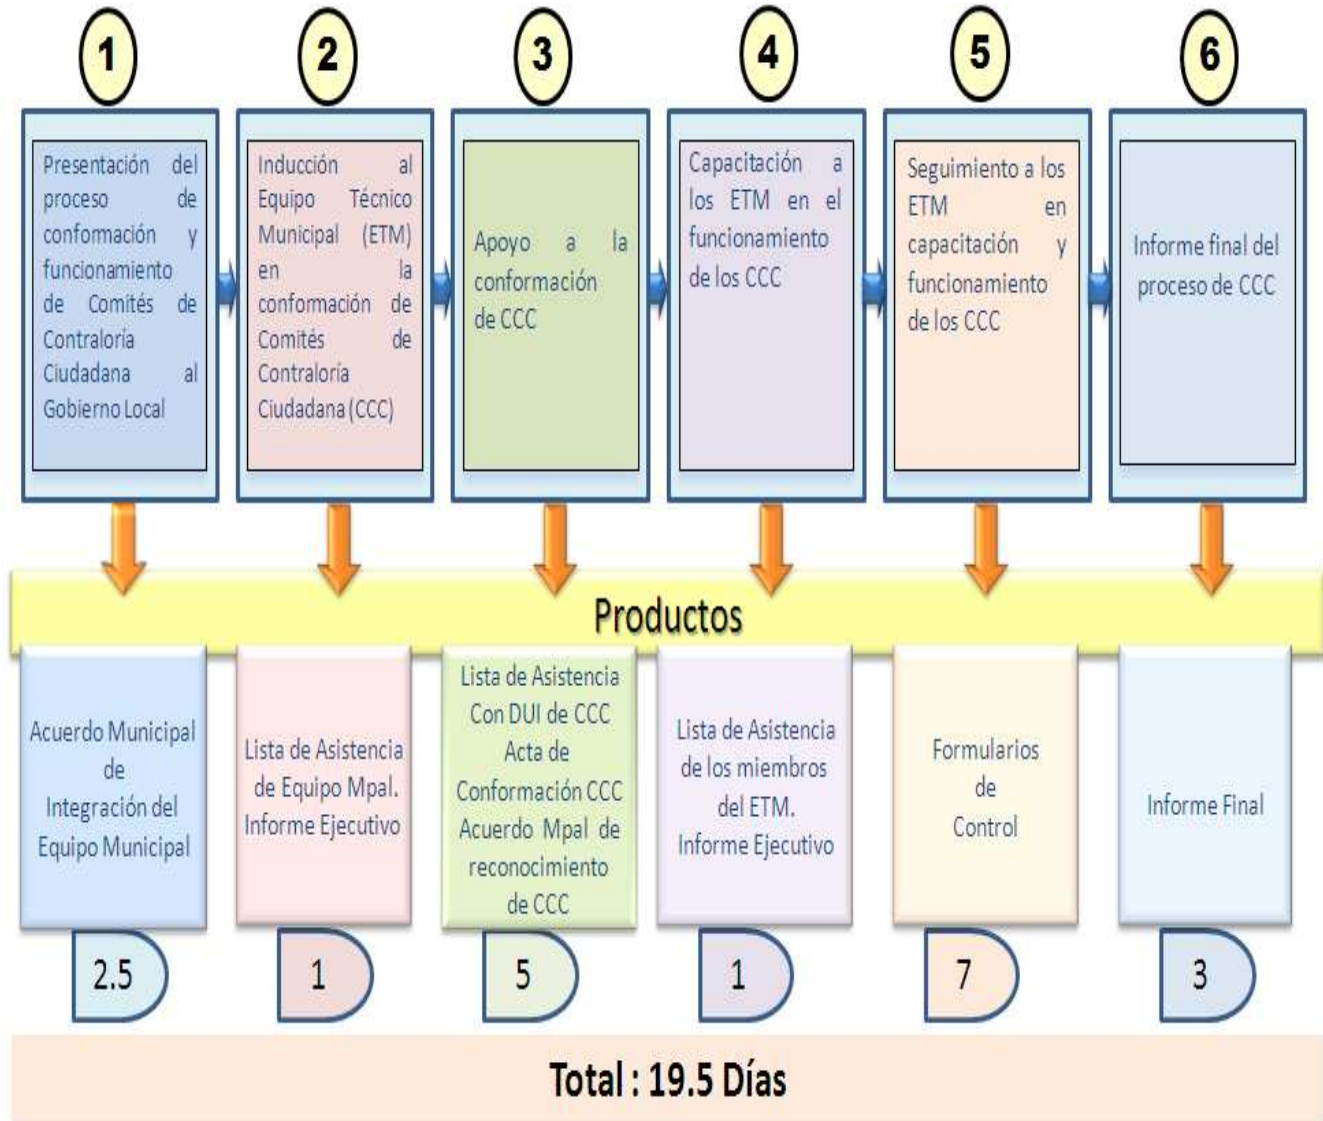 1
2
3
4
5
6
Presentación del
proceso de
conformación y
funcionamiento
de Comités de
Contraloría
Ciudadana al
Gobierno Local
Inducción al
Equipo Técnico
Municipal (ETM)
en la
conformación de
Comités de
Contraloría
Ciudadana (CCC)
Apoyo a la
conformación
de CCC
Capacitación a
los ETM en el
funcionamiento
de los CCC
Seguimiento a los
ETM en
capacitación y
funcionamiento
de los CCC
Informe final del
proceso de CCC
Productos
Acuerdo Municipal
de
Integración del
Equipo Municipal
Lista de Asistencia
de Equipo Mpal.
Informe Ejecutivo
Lista de Asistencia
Con DUI de CCC
Acta de
Conformación CCC
Acuerdo Mpal de
reconocimiento
de CCC
Lista de Asistencia
de los miembros
del ETM.
Informe Ejecutivo
Formularios
de
Control
Informe Final
2.5
1
5
1
7
3
Total : 19.5 Días